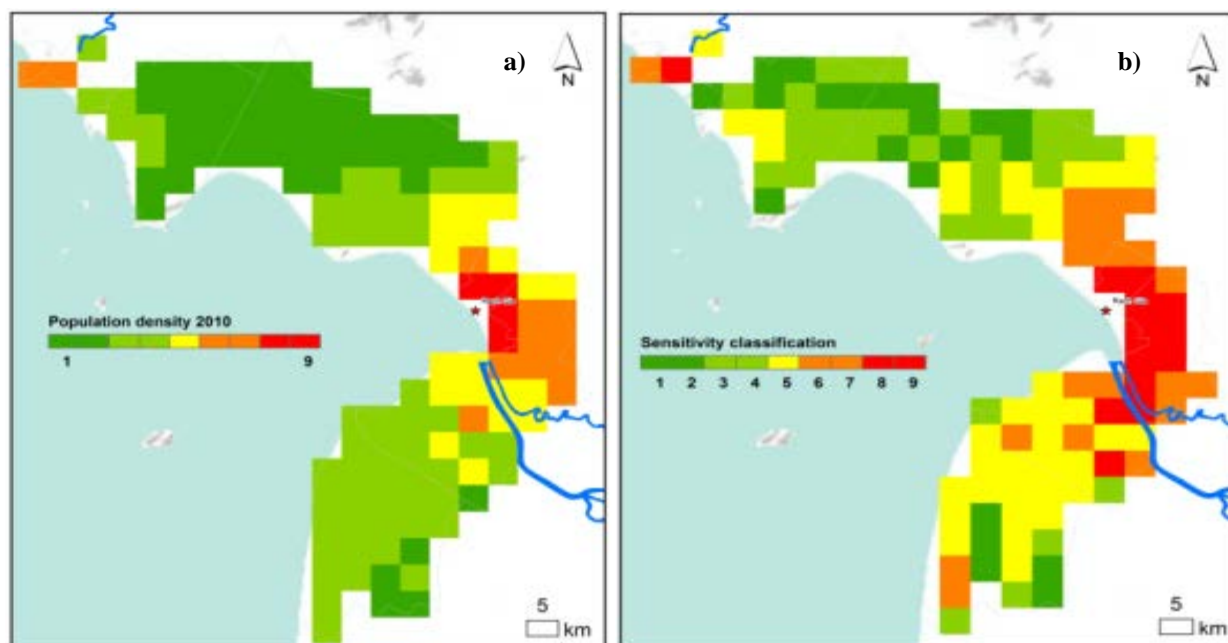 a)
N
Population density 2010
1 9
5
km
b)
N
Sensitivity classification
1 2 3 4 5 6 7 8 9
5
km